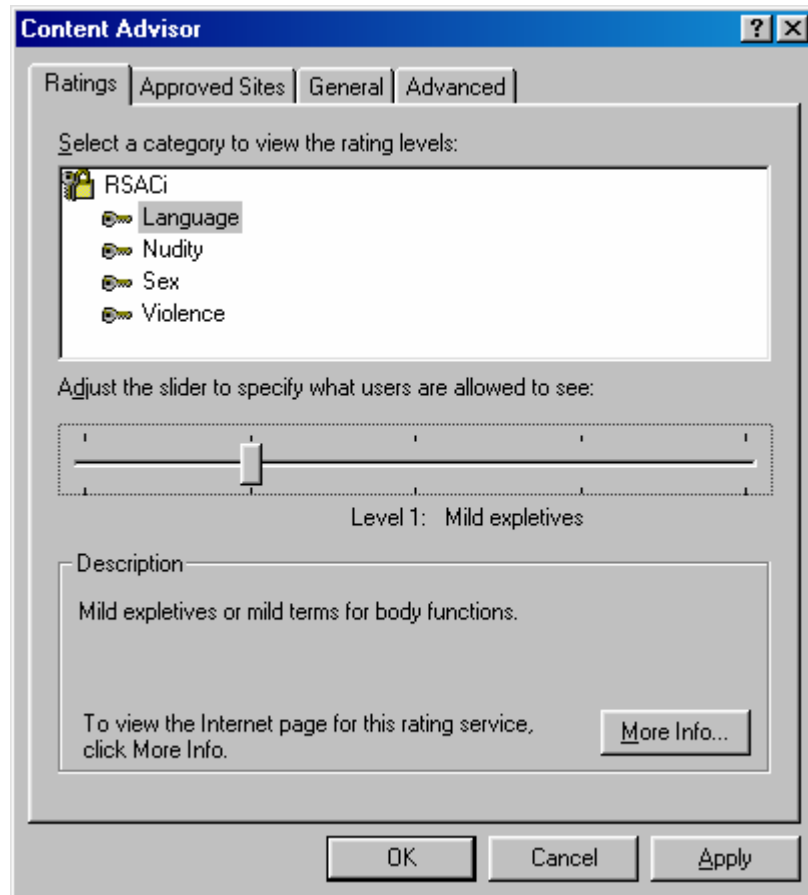 Content Advisor
Ratings Approved Sites General Advanced
Select a category to view the rating levels:
RSACi
Language
Nudity
Sex
Violence
Adjust the slider to specify what users are allowed to see:
Level 1: Mild expletives
Description
Mild expletives or mild terms for body functions.
To view the Internet page for this rating service,
click More Info.
More Info...
OK Cancel Apply